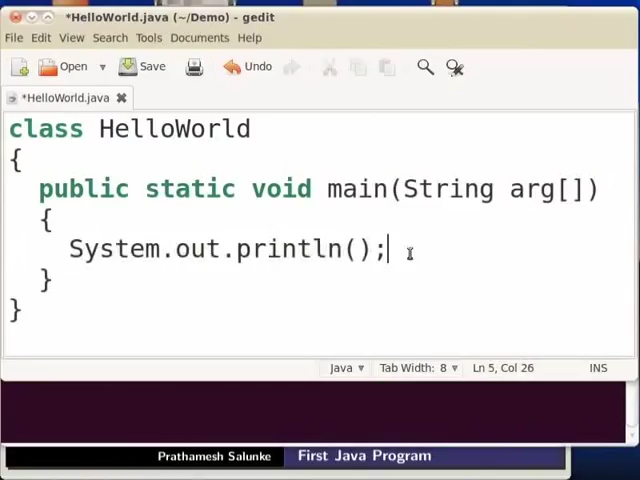 *HelloWorld.java (~/Demo) - gedit
File Edit View Search Tools Documents Help
Open Save Undo
*HelloWorld.java
class HelloWorld
{
public static void main(String arg[])
{
System.out.println();
}
}
Java Tab Width: 8 Ln 5, Col 26 INS
Prathamesh Salunke First Java Program